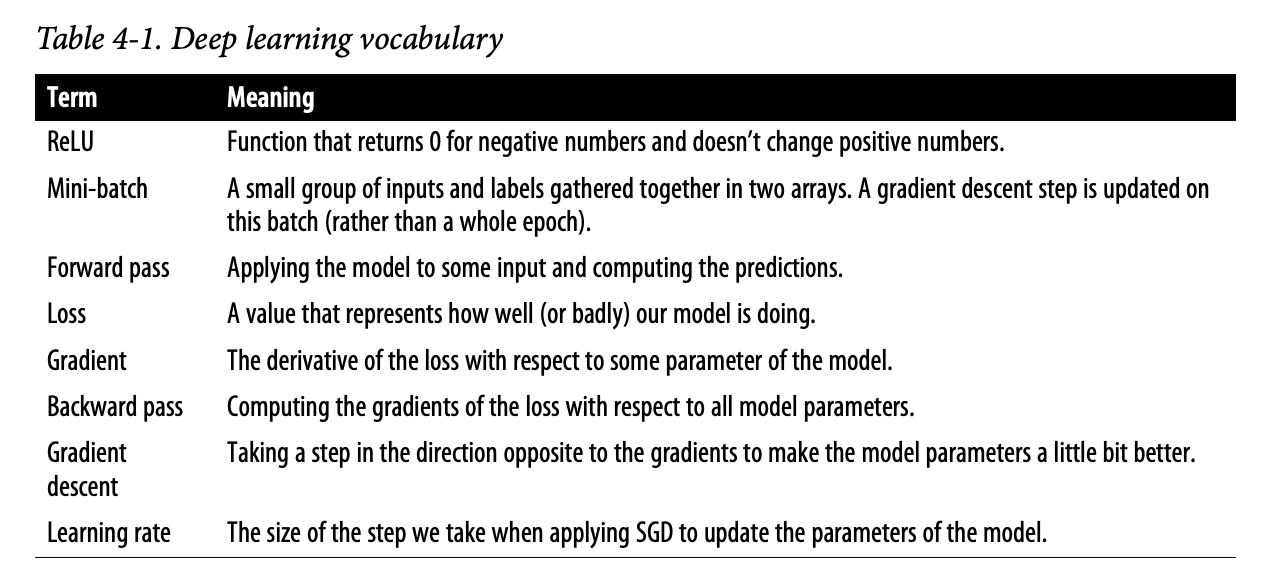 Table 4-1. Deep learning vocabulary
Term Meaning
ReLU Function that returns 0 for negative numbers and doesn’t change positive numbers.
Mini-batch A small group of inputs and labels gathered together in two arrays. A gradient descent step is updated on
this batch (rather than a whole epoch).
Forward pass Applying the model to some input and computing the predictions.
Loss A value that represents how well (or badly) our model is doing.
Gradient The derivative of the loss with respect to some parameter of the model.
Backward pass Computing the gradients of the loss with respect to all model parameters.
Gradient Taking a step in the direction opposite to the gradients to make the model parameters a little bit better.
descent
Learning rate The size of the step we take when applying SGD to update the parameters of the model.